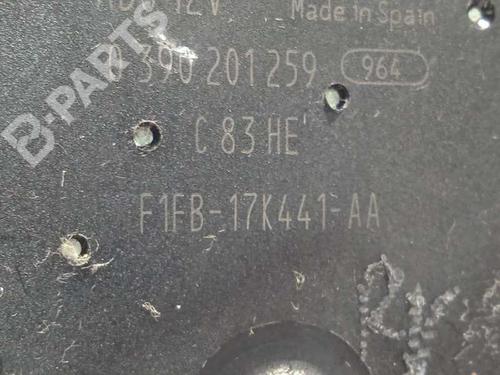 12V Made in Spain
0 390 201 259 964
C 83 HE
F1FB-17K441-AA
B-PARTS